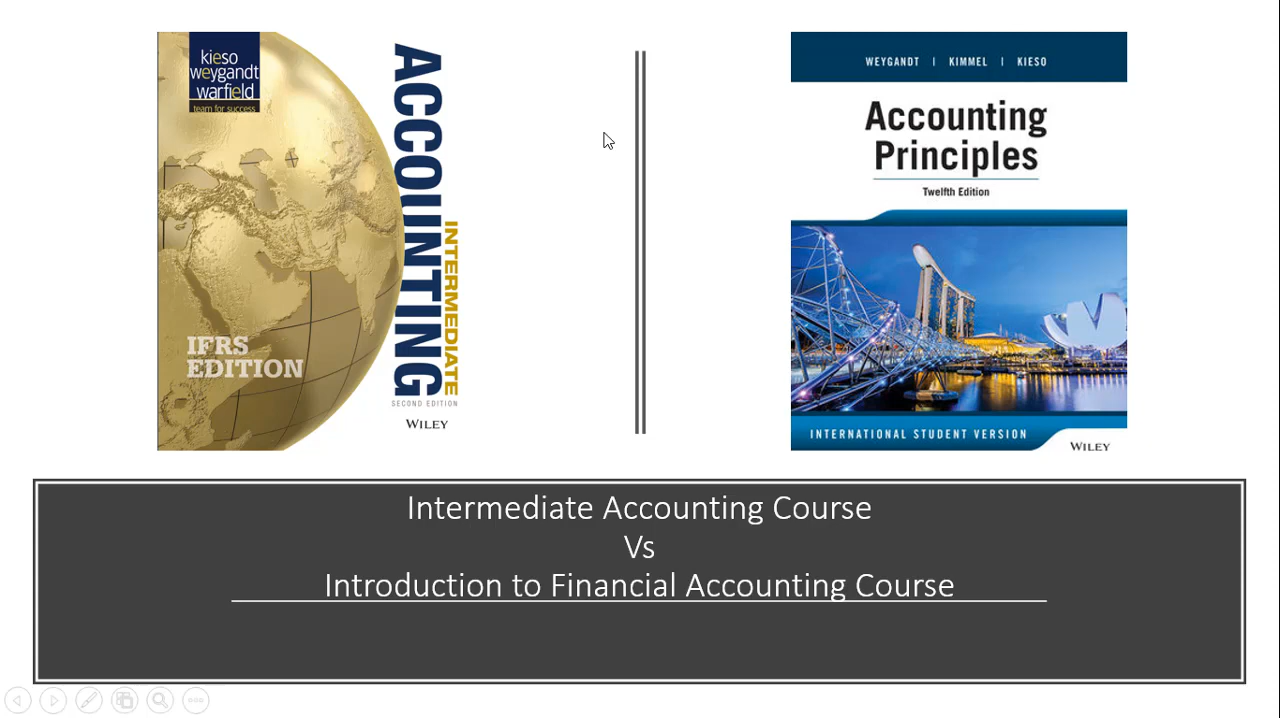 kieso
weygandt
warfield
team for success
ACCOUNTING
INTERMEDIATE
IFRS
EDITION
SECOND EDITION
WILEY
WEYGANDT | KIMMEL | KIESO
Accounting
Principles
Twelfth Edition
INTERNATIONAL STUDENT VERSION
WILEY
Intermediate Accounting Course
Vs
Introduction to Financial Accounting Course